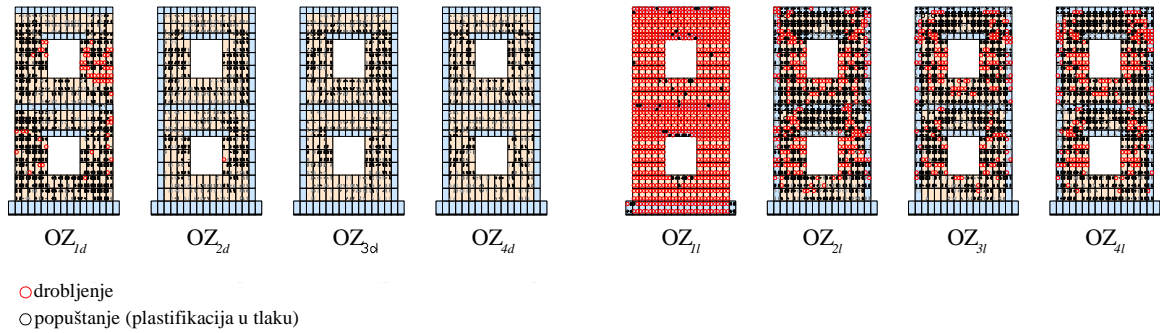 OZ1d OZ2d OZ3d OZ4d OZ1l OZ2l OZ3l OZ4l
drobljenje
popuštanje (plastifikacija u tlaku)